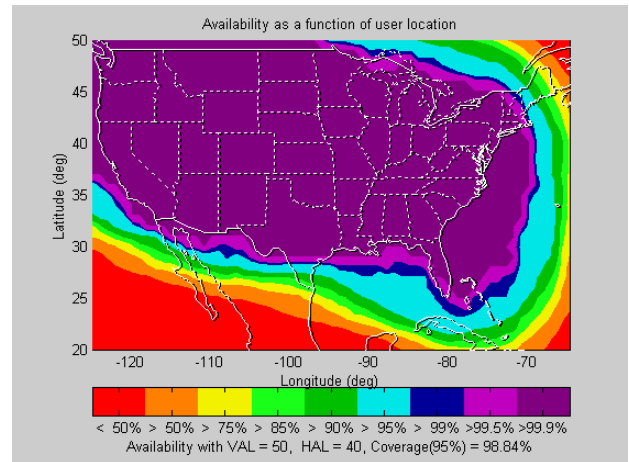 Availability as a function of user location
50
45
40
35
30
25
20
Latitude (deg)
-120 -110 -100 -90 -80 -70
Longitude (deg)
< 50% > 50% > 75% > 85% > 90% > 95% > 99% >99.5% >99.9%
Availability with VAL = 50, HAL = 40, Coverage(95%) = 98.84%